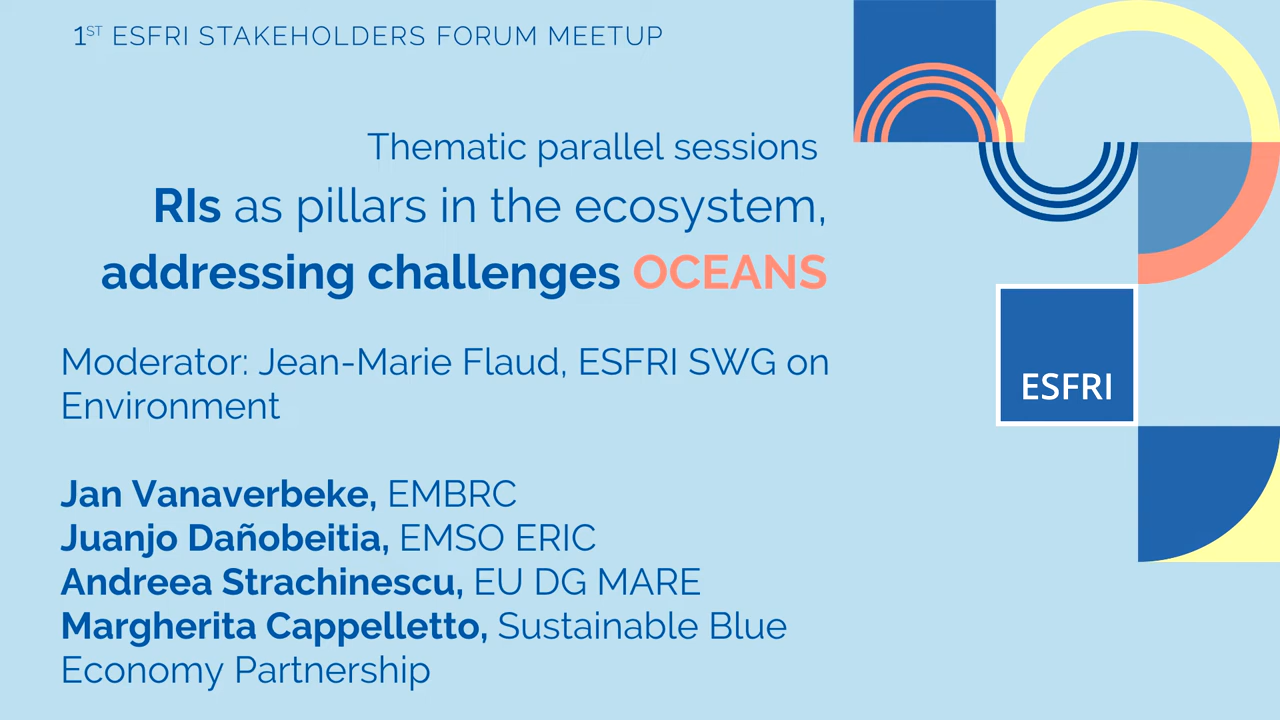 1ST ESFRI STAKEHOLDERS FORUM MEETUP
Thematic parallel sessions
RIs as pillars in the ecosystem,
addressing challenges OCEANS
Moderator: Jean-Marie Flaud, ESFRI SWG on
Environment
Jan Vanaverbeke, EMBRC
Juanjo Dañobeitia, EMSO ERIC
Andreea Strachinescu, EU DG MARE
Margherita Cappelletto, Sustainable Blue
Economy Partnership
ESFRI